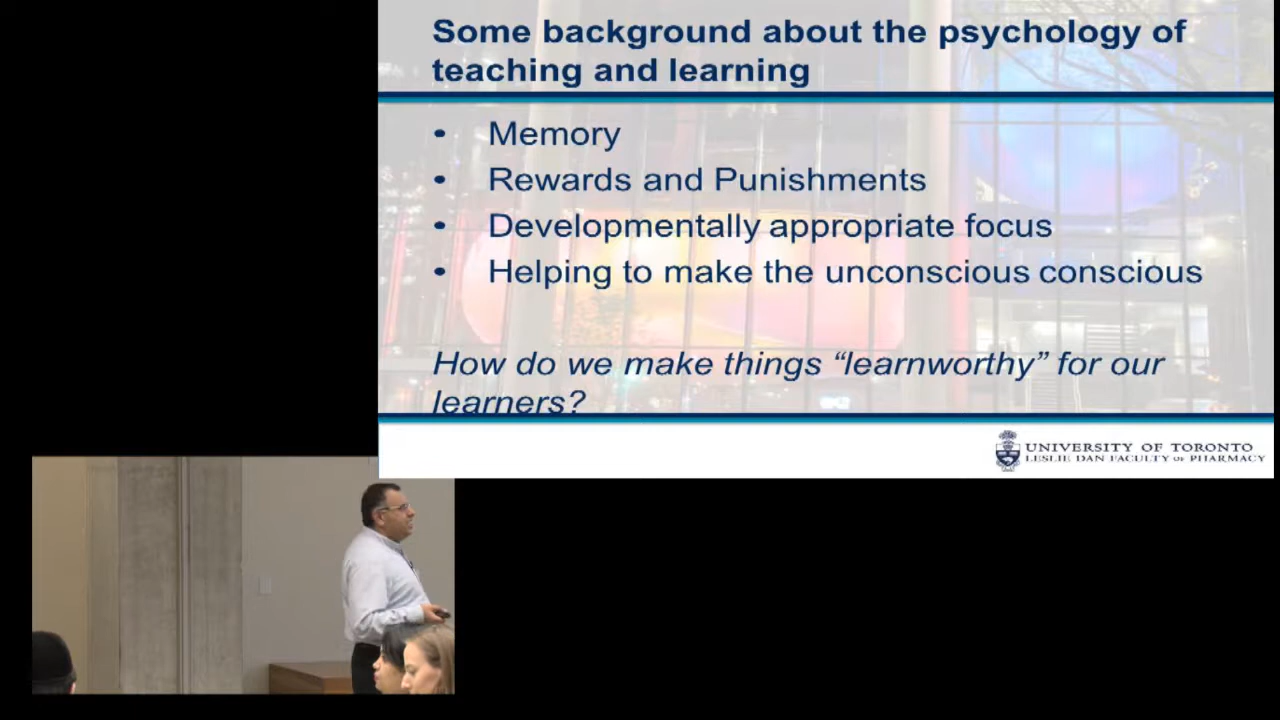 Some background about the psychology of
teaching and learning
• Memory
• Rewards and Punishments
• Developmentally appropriate focus
• Helping to make the unconscious conscious
How do we make things “learnworthy” for our
learners?
UNIVERSITY OF TORONTO
LESLIE DAN FACULTY OF PHARMACY